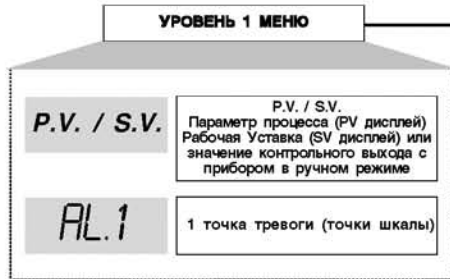 УРОВЕНЬ 1 МЕНЮ
P.V. / S.V.
P.V. / S.V.
Параметр процесса (PV дисплей)
Рабочая Уставка (SV дисплей) или
значение контрольного выхода с
прибором в ручном режиме
AL.1
1 точка тревоги (точки шкалы)